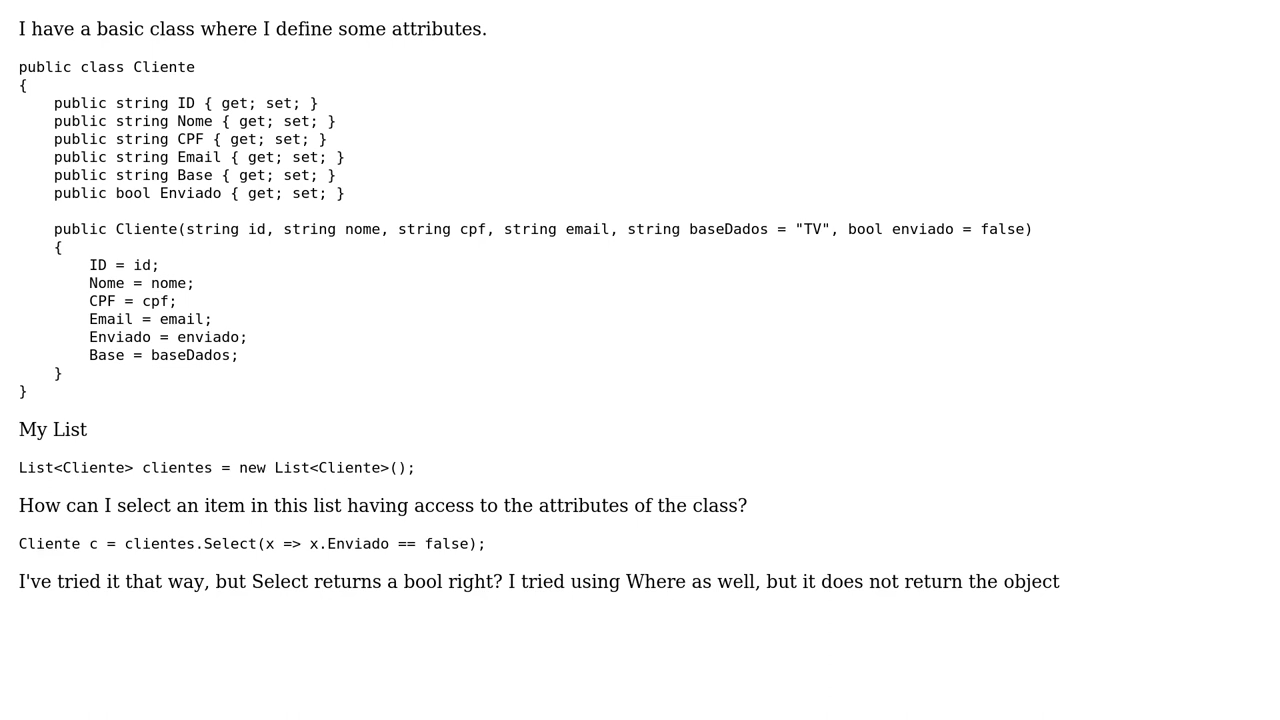 I have a basic class where I define some attributes.
public class Cliente
{
    public string ID { get; set; }
    public string Nome { get; set; }
    public string CPF { get; set; }
    public string Email { get; set; }
    public string Base { get; set; }
    public bool Enviado { get; set; }

    public Cliente(string id, string nome, string cpf, string email, string baseDados = "TV", bool enviado = false)
    {
        ID = id;
        Nome = nome;
        CPF = cpf;
        Email = email;
        Enviado = enviado;
        Base = baseDados;
    }
}
My List
List<Cliente> clientes = new List<Cliente>();
How can I select an item in this list having access to the attributes of the class?
Cliente c = clientes.Select(x => x.Enviado == false);
I've tried it that way, but Select returns a bool right? I tried using Where as well, but it does not return the object